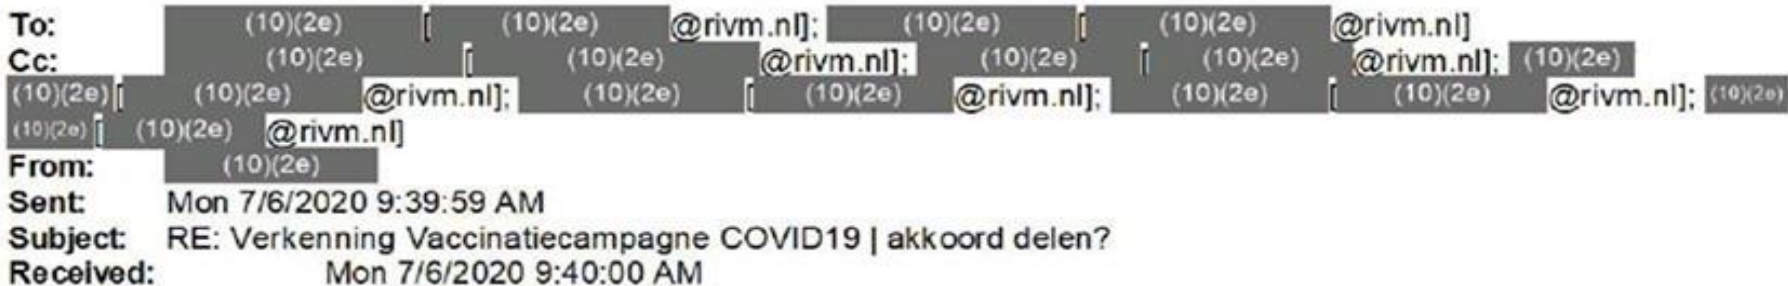 To: (10)(2e) [ (10)(2e) @rivm.nl]; (10)(2e) [ (10)(2e) @rivm.nl]
Cc: (10)(2e) [ (10)(2e) @rivm.nl]; (10)(2e) [ (10)(2e) @rivm.nl]; (10)(2e)
(10)(2e) [ (10)(2e) @rivm.nl]; (10)(2e) [ (10)(2e) @rivm.nl]; (10)(2e) [ (10)(2e) @rivm.nl]; (10)(2e)
(10)(2e) [ (10)(2e) @rivm.nl]
From: (10)(2e)
Sent: Mon 7/6/2020 9:39:59 AM
Subject: RE: Verkenning Vaccinatiecampagne COVID19 | akkoord delen?
Received: Mon 7/6/2020 9:40:00 AM